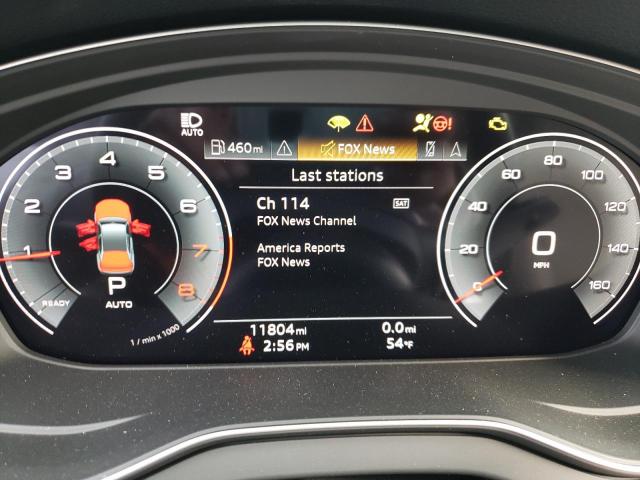 AUTO
460 mi FOX News
Last stations
Ch 114 SAT
FOX News Channel
America Reports
FOX News
1 2 3 4 5 6 7 8
READY
1 / min x 1000
P
AUTO
0 20 40 60 80 100 120 140 160
0
MPH
11804 mi 0.0 mi
2:56 PM 54°F